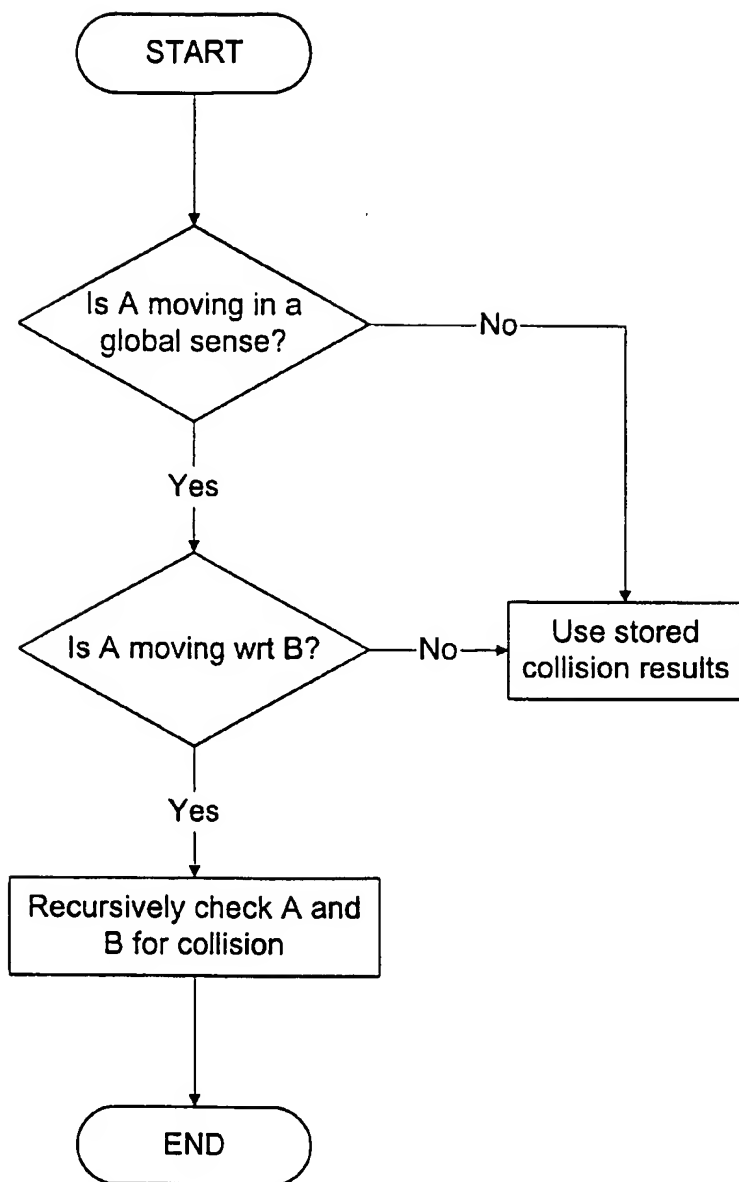 START
Is A moving in a
global sense?
No
Yes
Is A moving wrt B?
No
Use stored
collision results
Yes
Recursively check A and
B for collision
END